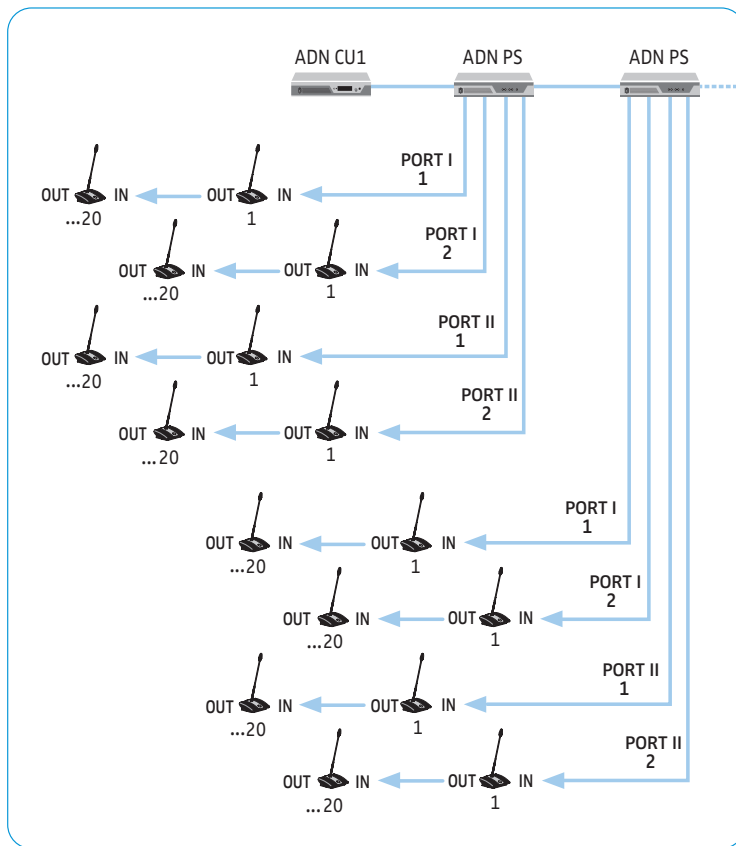 ADN CU1 ADN PS ADN PS
PORT I
1
OUT IN OUT IN
...20 1
PORT I
2
OUT IN OUT IN
...20 1
PORT II
1
OUT IN OUT IN
...20 1
PORT II
2
OUT IN OUT IN
...20 1
PORT I
1
OUT IN OUT IN
...20 1
PORT I
2
OUT IN OUT IN
...20 1
PORT II
1
OUT IN OUT IN
...20 1
PORT II
2
OUT IN OUT IN
...20 1